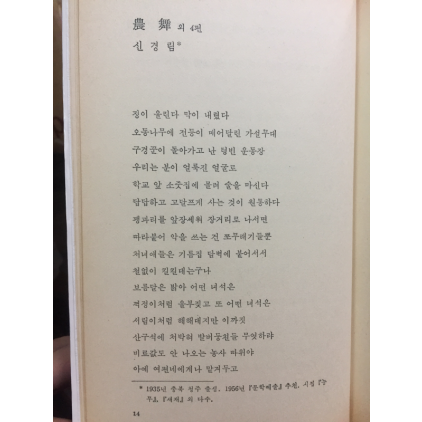 農舞 외 4편
신경림*
징이 울린다 막이 내렸다
오동나무에 전등이 매어달린 가설무대
구경꾼이 돌아가고 난 텅빈 운동장
우리는 분이 얼룩진 얼굴로
학교 앞 소줏집에 몰려 술을 마신다
답답하고 고달프게 사는 것이 원통하다
꽹과리를 앞장세워 장거리로 나서면
따라붙어 악을 쓰는 건 쪼무래기들뿐
처녀애들은 기름집 담벽에 붙어서서
철없이 킬킬대는구나
보름달은 밝아 어떤 녀석은
꺽정이처럼 울부짖고 또 어떤 녀석은
서림이처럼 해해대지만 이까짓
산구석에 처박혀 발버둥친들 무엇하랴
비료값도 안 나오는 농사 따위야
아예 여편네에게나 맡겨두고
* 1935년 충북 청주 출생. 1956년 『문학예술』 추천, 시집 『농
무』, 『새재』 외 다수.
14